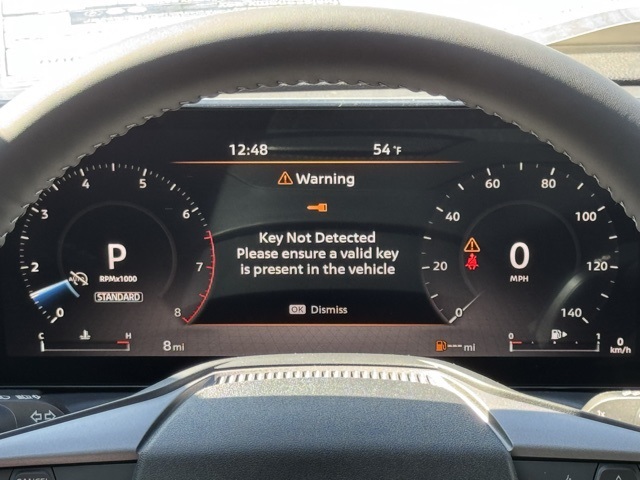 12:48 54°F
Warning
Key Not Detected
Please ensure a valid key
is present in the vehicle
OK Dismiss
0 2 3 4 5 6 7 8
P
RPMx1000
STANDARD
AUTO
C H
8 mi
0 20 40 60 80 100 120 140
0
MPH
--- mi
0 1
0
km/h
CANCEL